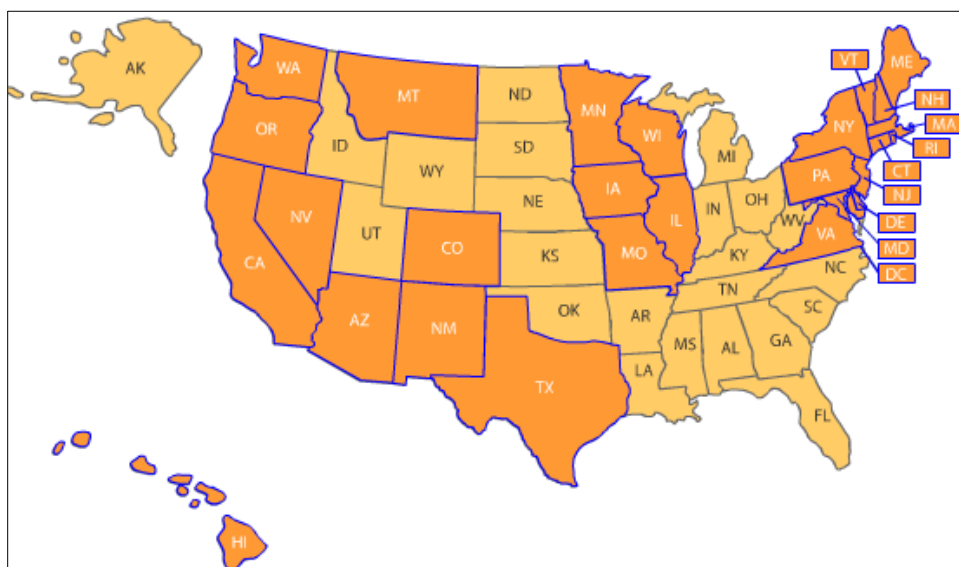 AK
WA
MT
ND
MN
VT
ME
NH
OR
ID
SD
WI
NY
MA
RI
WY
MI
CT
PA
NJ
NV
UT
CO
NE
IA
IL
IN
OH
WV
VA
DE
MD
DC
CA
KS
MO
KY
NC
AZ
NM
OK
AR
TN
SC
TX
LA
MS
AL
GA
FL
HI